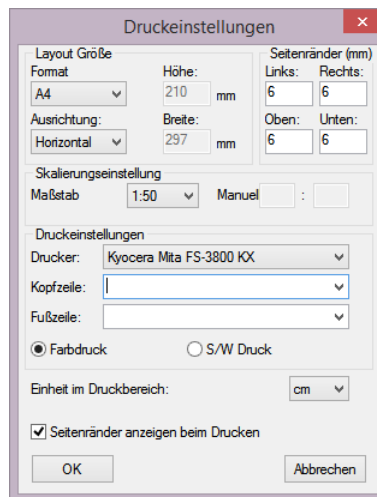 Druckeinstellungen
Layout Größe
Seitenränder (mm)
Format Höhe: Links: Rechts:
A4 210 mm 6 6
Ausrichtung: Breite: Oben: Unten:
Horizontal 297 mm 6 6
Skalierungseinstellung
Maßstab 1:50 Manuel :
Druckeinstellungen
Drucker: Kyocera Mita FS-3800 KX
Kopfzeile:
Fußzeile:
Farbdruck S/W Druck
Einheit im Druckbereich: cm
Seitenränder anzeigen beim Drucken
OK Abbrechen